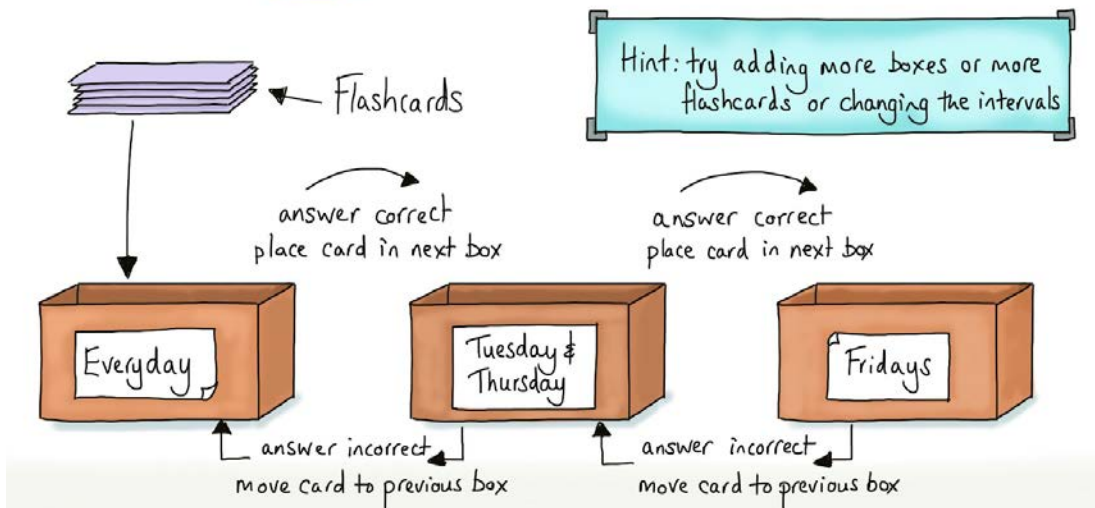 Flashcards
Hint: try adding more boxes or more
flashcards or changing the intervals
answer correct
place card in next box
answer correct
place card in next box
Everyday
Tuesday &
Thursday
Fridays
answer incorrect
move card to previous box
answer incorrect
move card to previous box